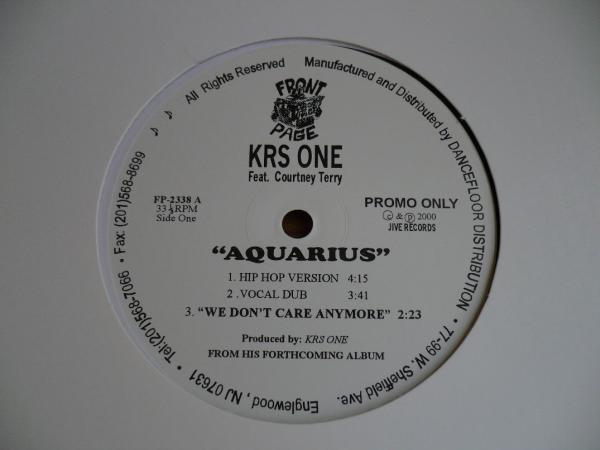 ♪ ♪ All Rights Reserved
Manufactured and Distributed by DANCEFLOOR DISTRIBUTION • 77-99 W. Sheffield Ave.
Englewood, NJ 07631 • Tel:(201)568-7066 • Fax: (201)568-8699
FRONT
PAGE
KRS ONE
Feat. Courtney Terry
FP-2338 A
33 1/3 RPM
Side One
PROMO ONLY
© & ℗ 2000
JIVE RECORDS
"AQUARIUS"
1. HIP HOP VERSION 4:15
2. VOCAL DUB 3:41
3. "WE DON'T CARE ANYMORE" 2:23
Produced by: KRS ONE
FROM HIS FORTHCOMING ALBUM